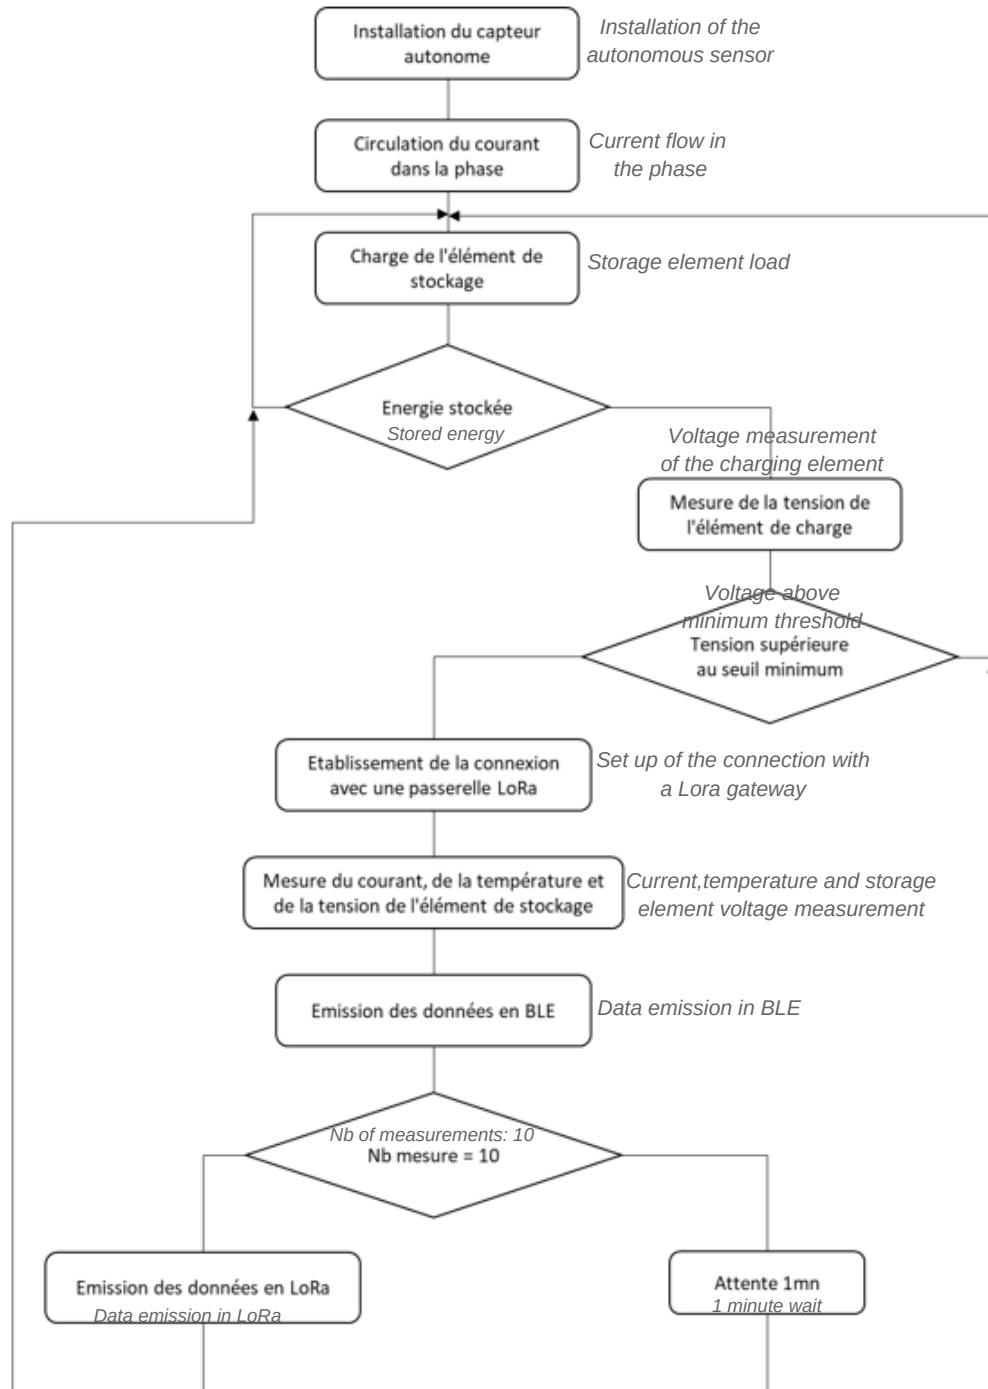 Installation du capteur
autonome
Installation of the
autonomous sensor
Circulation du courant
dans la phase
Current flow in
the phase
Charge de l'élément de
stockage
Storage element load
Energie stockée
Stored energy
Voltage measurement
of the charging element
Mesure de la tension de
l'élément de charge
Voltage above
minimum threshold
Tension supérieure
au seuil minimum
Etablissement de la connexion
avec une passerelle LoRa
Set up of the connection with
a Lora gateway
Mesure du courant, de la température et
de la tension de l'élément de stockage
Current,temperature and storage
element voltage measurement
Emission des données en BLE
Data emission in BLE
Nb of measurements: 10
Nb mesure = 10
Emission des données en LoRa
Data emission in LoRa
Attente 1mn
1 minute wait